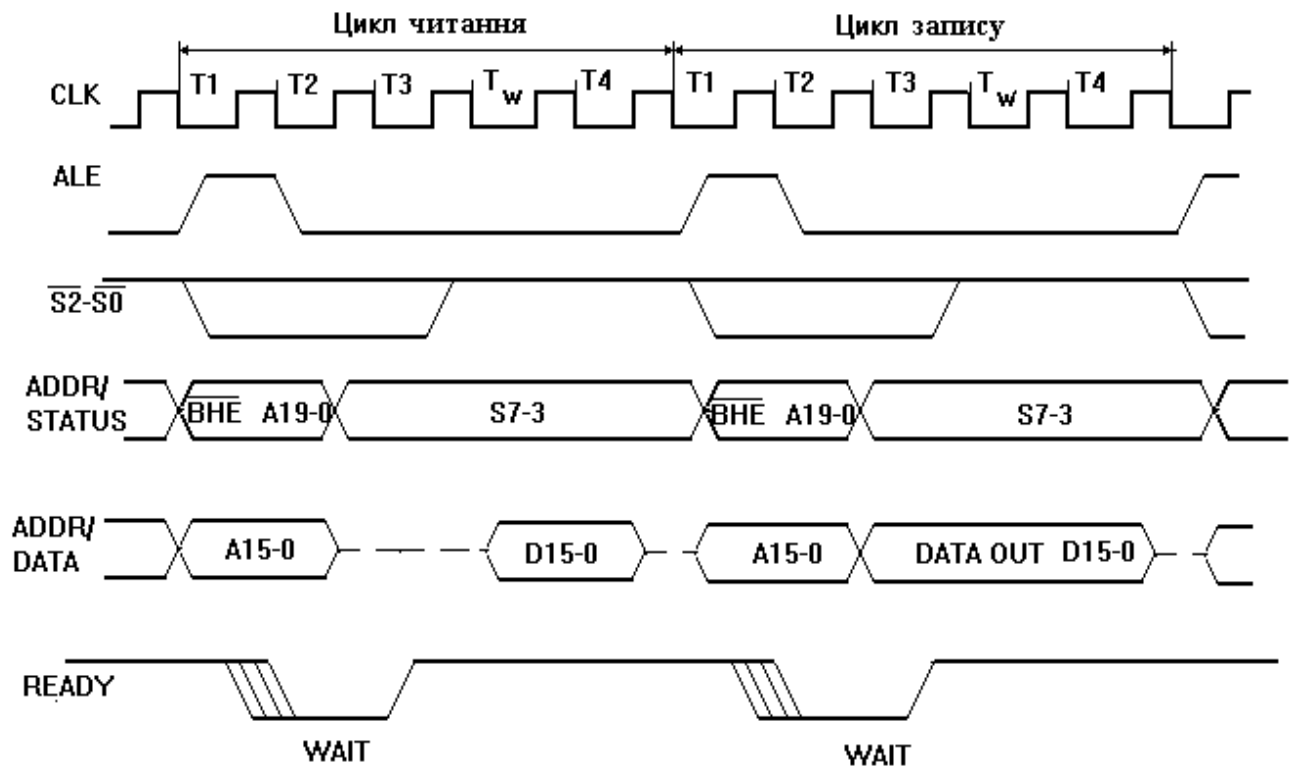 Цикл читання Цикл запису
CLK T1 T2 T3 Tw T4 T1 T2 T3 Tw T4
ALE
S2-S0
ADDR/
STATUS BHE A19-0 S7-3 BHE A19-0 S7-3
ADDR/
DATA A15-0 D15-0 A15-0 DATA OUT D15-0
READY
WAIT WAIT